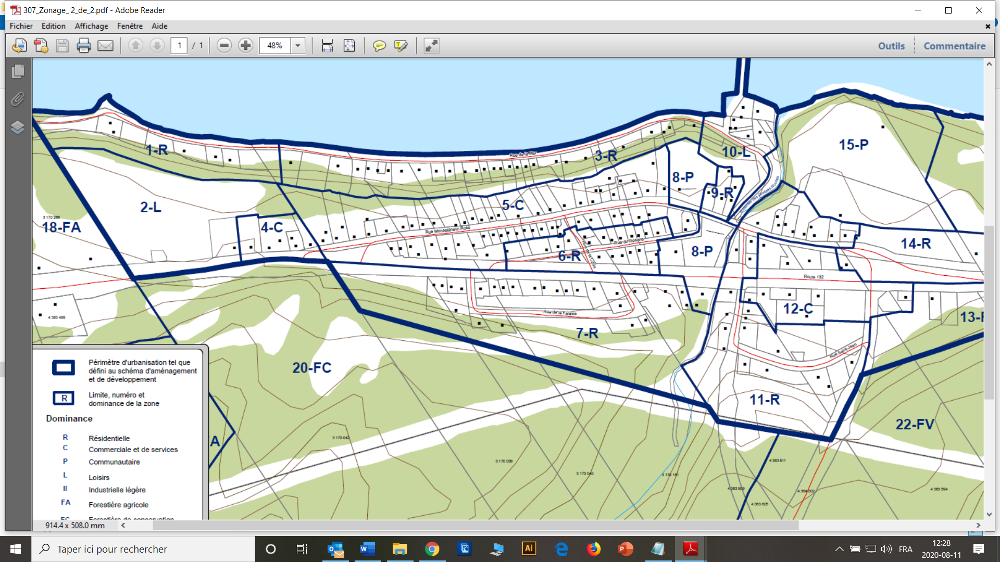 307_Zonage_ 2_de_2.pdf - Adobe Reader
Fichier Edition Affichage Fenêtre Aide
1 / 1 48% Outils Commentaire
15-P
1-R
Rue de la Mer
3-R
10-L
8-P
9-R
2-L
5-C
3 170 266
18-FA
4-C
Rue Monseigneur-Ross
Rue du Rosaire
Rue de la Croix
6-R
8-P
14-R
Route 132
12-C
4 363 499
Rue de la Falaise
13-
7-R
Rue Saint-Jean
20-FC
11-R
22-FV
A
3 170 042
3 170 039
3 170 040
3 170 151
4 363 511
4 363 509
4 364 002
4 363 594
4 363 605
Périmètre d'urbanisation tel que
défini au schéma d'aménagement
et de développement
R Limite, numéro et
dominance de la zone
Dominance
R Résidentielle
C Commerciale et de services
P Communautaire
L Loisirs
II Industrielle légère
FA Forestière agricole
FC Forestière de conservation
914.4 x 508.0 mm
Taper ici pour rechercher
Ai
FRA
12:28
2020-08-11